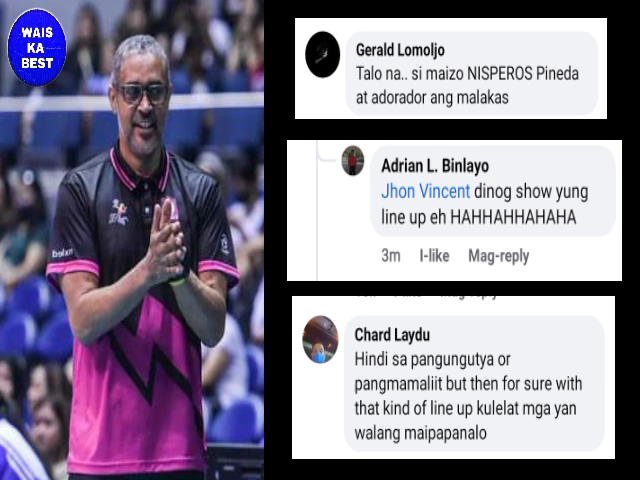 WAIS
KA
BEST
bolzn
Gerald Lomoljo
Talo na.. si maizo NISPEROS Pineda
at adorador ang malakas
Adrian L. Binlayo
Jhon Vincent dinog show yung
line up eh HAHHAHHAHAHA
3m I-like Mag-reply
Chard Laydu
Hindi sa pangungutya or
pangmamaliit but then for sure with
that kind of line up kulelat mga yan
walang maipapanalo